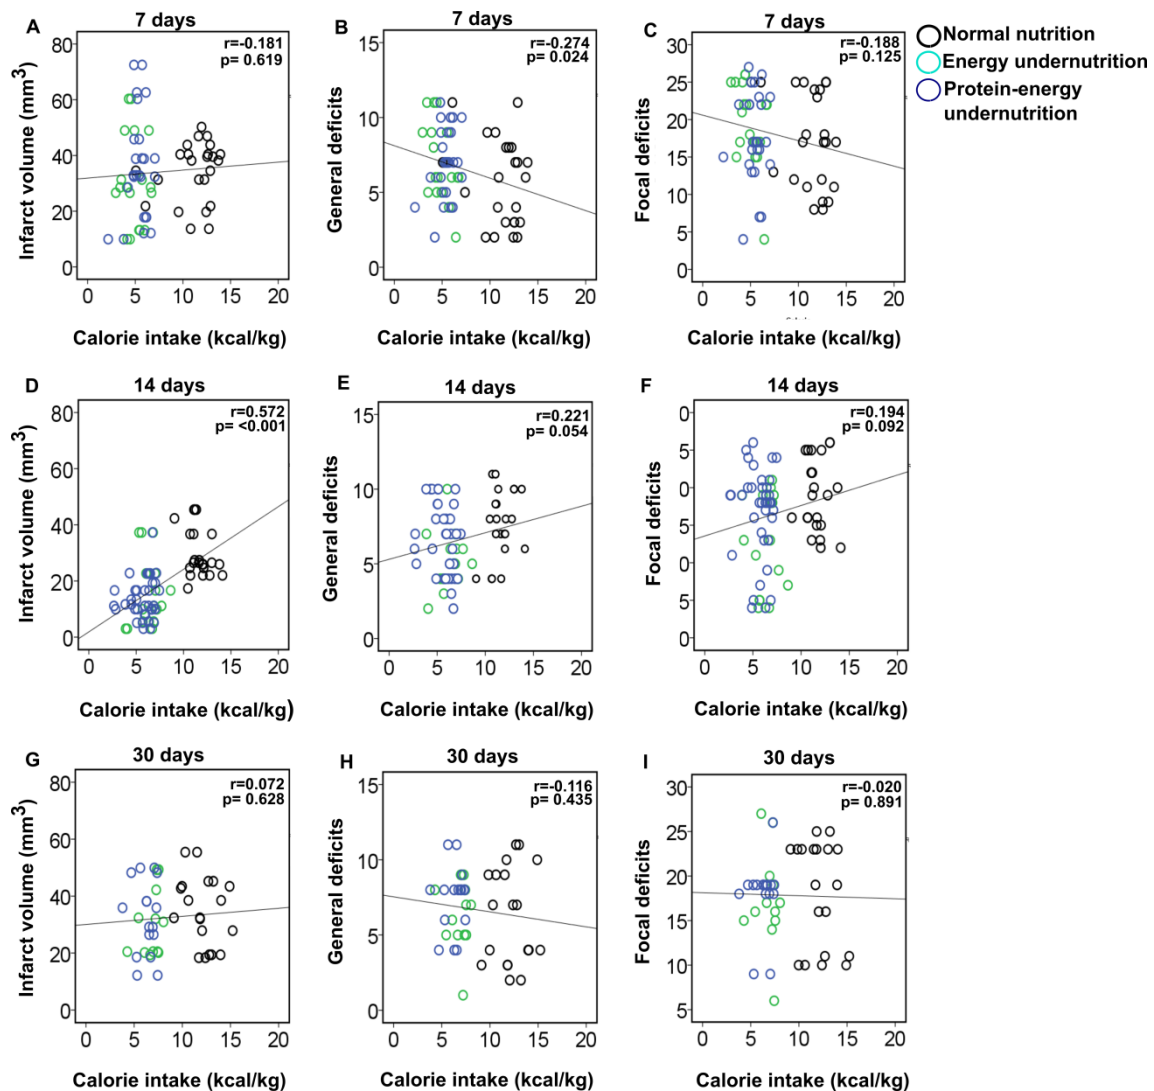 A
7 days
r=-0.181
p= 0.619
Infarct volume (mm³)
80
60
40
20
0
0 5 10 15 20
Calorie intake (kcal/kg)
B
7 days
r=-0.274
p= 0.024
General deficits
15
10
5
0
0 5 10 15 20
Calorie intake (kcal/kg)
C
7 days
r=-0.188
p= 0.125
Focal deficits
30
25
20
15
10
5
0
0 5 10 15 20
Calorie intake (kcal/kg)
Normal nutrition
Energy undernutrition
Protein-energy
undernutrition
D
14 days
r=0.572
p= <0.001
Infarct volume (mm³)
80
60
40
20
0
0 5 10 15 20
Calorie intake (kcal/kg)
E
14 days
r=0.221
p= 0.054
General deficits
15
10
5
0
0 5 10 15 20
Calorie intake (kcal/kg)
F
14 days
r=0.194
p= 0.092
Focal deficits
0
5
0
5
0
5
0
0 5 10 15 20
Calorie intake (kcal/kg)
G
30 days
r=0.072
p= 0.628
Infarct volume (mm³)
80
60
40
20
0
0 5 10 15 20
Calorie intake (kcal/kg)
H
30 days
r=-0.116
p= 0.435
General deficits
15
10
5
0
0 5 10 15 20
Calorie intake (kcal/kg)
I
30 days
r=-0.020
p= 0.891
Focal deficits
30
25
20
15
10
5
0 5 10 15 20
Calorie intake (kcal/kg)